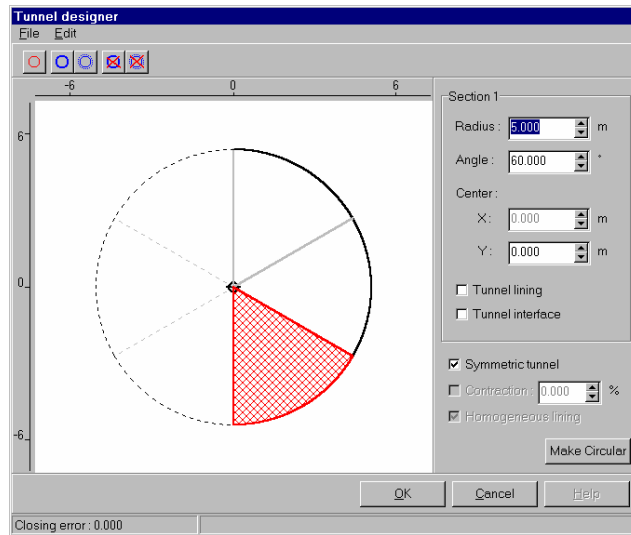 Tunnel designer
File Edit
-6 0 6
6
0
-6
Section 1
Radius : 5.000 m
Angle : 60.000 °
Center :
X : 0.000 m
Y : 0.000 m
Tunnel lining
Tunnel interface
Symmetric tunnel
Contraction : 0.000 %
Homogeneous lining
Make Circular
OK Cancel Help
Closing error : 0.000